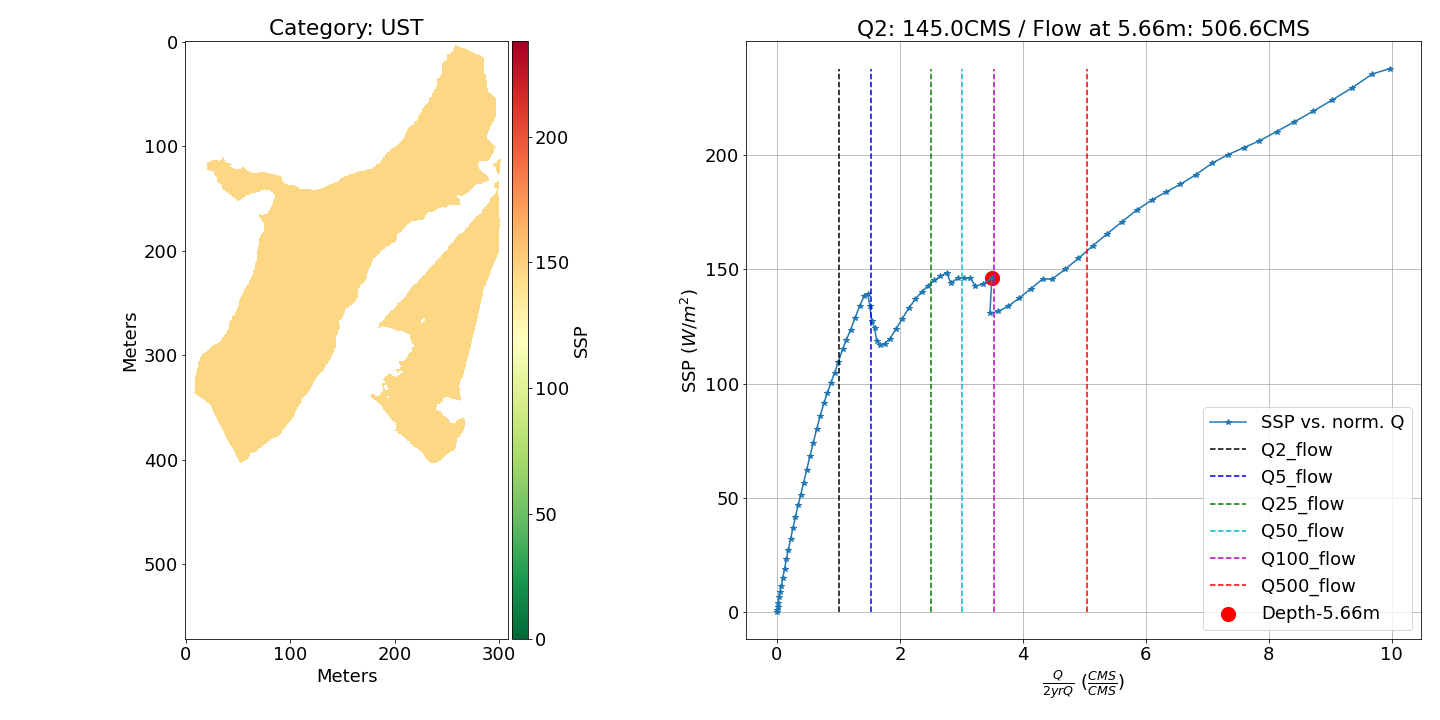 Category: UST
0
100
200
300
400
500
Meters
0
100
200
300
Meters
200
150
100
50
0
SSP
Q2: 145.0CMS / Flow at 5.66m: 506.6CMS
200
150
100
50
0
SSP (W/m²)
0
2
4
6
8
10
Q/2yrQ (CMS/CMS)
SSP vs. norm. Q
Q2_flow
Q5_flow
Q25_flow
Q50_flow
Q100_flow
Q500_flow
Depth-5.66m